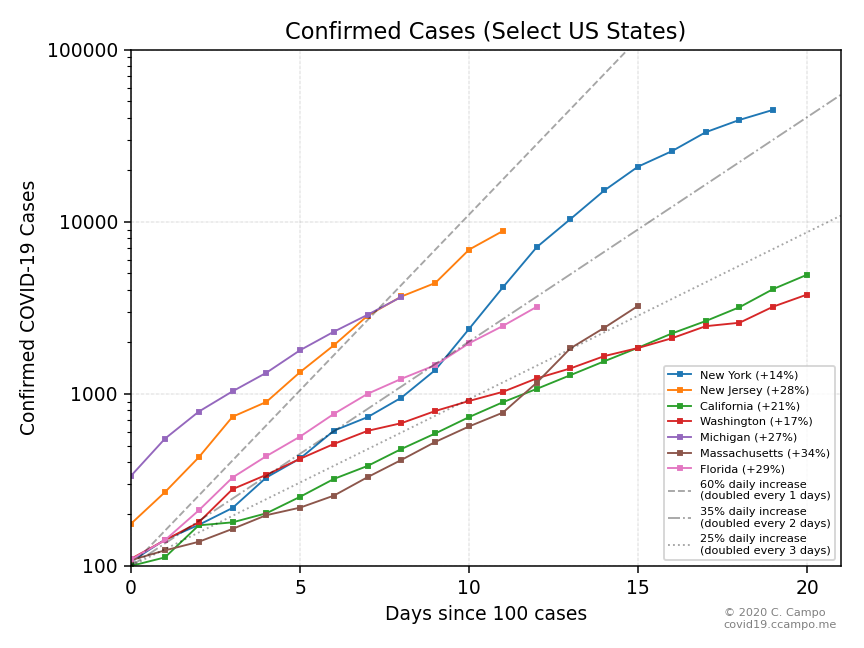 Confirmed Cases (Select US States)
100000
10000
1000
100
Confirmed COVID-19 Cases
0
5
10
15
20
Days since 100 cases
New York (+14%)
New Jersey (+28%)
California (+21%)
Washington (+17%)
Michigan (+27%)
Massachusetts (+34%)
Florida (+29%)
60% daily increase
(doubled every 1 days)
35% daily increase
(doubled every 2 days)
25% daily increase
(doubled every 3 days)
© 2020 C. Campo
covid19.ccampo.me